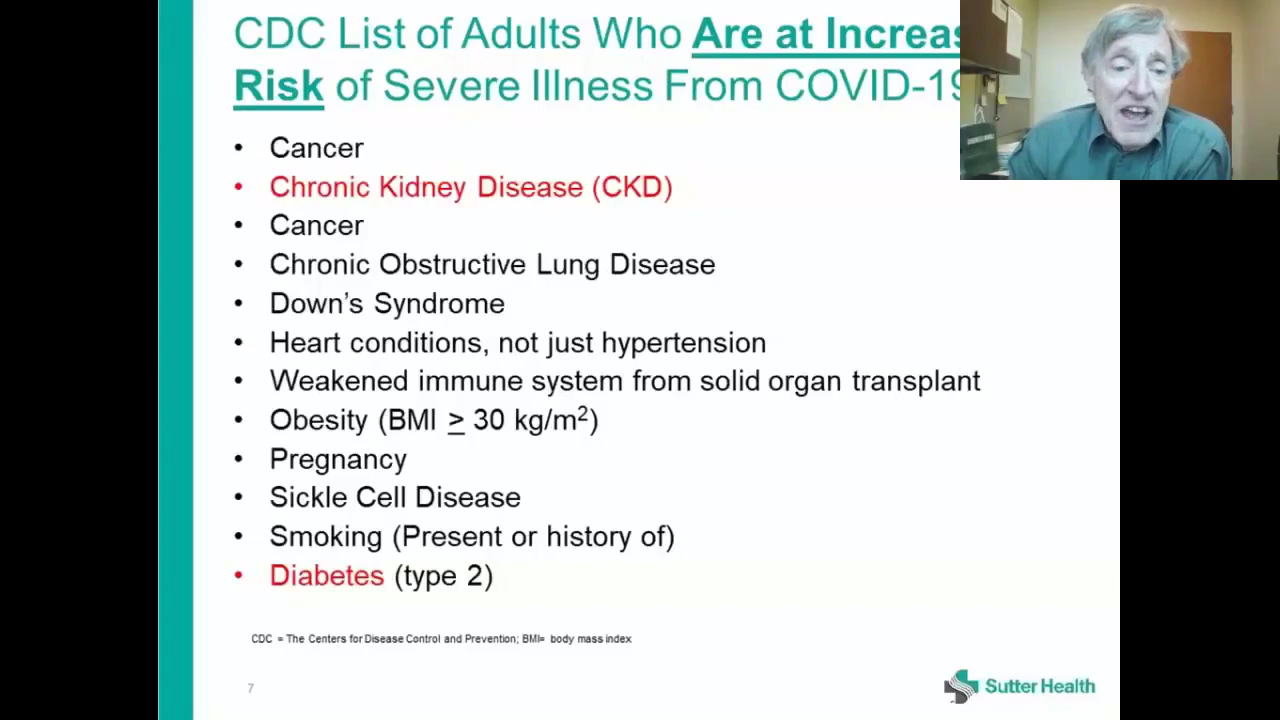 CDC List of Adults Who Are at Increas
Risk of Severe Illness From COVID-19
• Cancer
• Chronic Kidney Disease (CKD)
• Cancer
• Chronic Obstructive Lung Disease
• Down's Syndrome
• Heart conditions, not just hypertension
• Weakened immune system from solid organ transplant
• Obesity (BMI ≥ 30 kg/m²)
• Pregnancy
• Sickle Cell Disease
• Smoking (Present or history of)
• Diabetes (type 2)
CDC = The Centers for Disease Control and Prevention; BMI= body mass index
7
Sutter Health